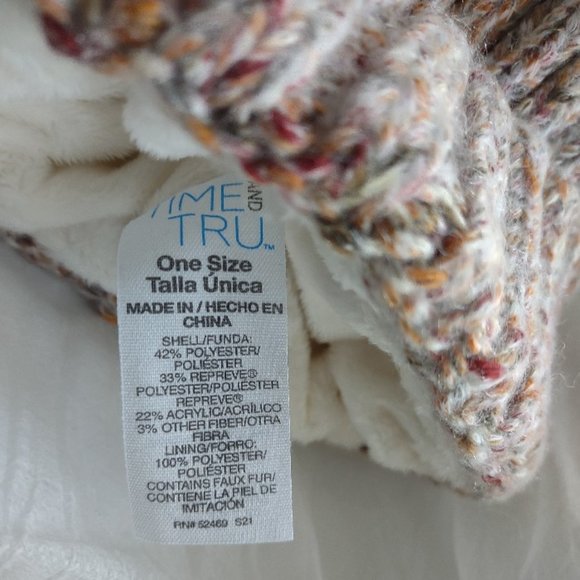 TIME AND
TRU™
One Size
Talla Única
MADE IN/HECHO EN
CHINA
SHELL/FUNDA:
42% POLYESTER/
POLIÉSTER
33% REPREVE®
POLYESTER/POLIÉSTER
REPREVE®
22% ACRYLIC/ACRÍLICO
3% OTHER FIBER/OTRA
FIBRA
LINING/FORRO:
100% POLYESTER/
POLIÉSTER
CONTAINS FAUX FUR/
CONTIENE LA PIEL DE
IMITACIÓN
RN# 52469 S21